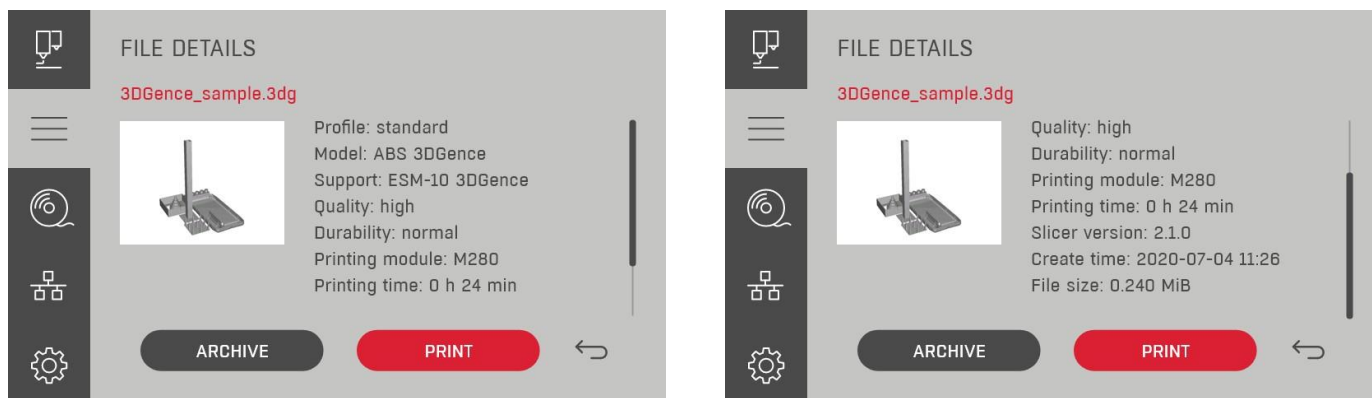 FILE DETAILS
3DGence_sample.3dg
Profile: standard
Model: ABS 3DGence
Support: ESM-10 3DGence
Quality: high
Durability: normal
Printing module: M280
Printing time: 0 h 24 min
ARCHIVE
PRINT
FILE DETAILS
3DGence_sample.3dg
Quality: high
Durability: normal
Printing module: M280
Printing time: 0 h 24 min
Slicer version: 2.1.0
Create time: 2020-07-04 11:26
File size: 0.240 MiB
ARCHIVE
PRINT